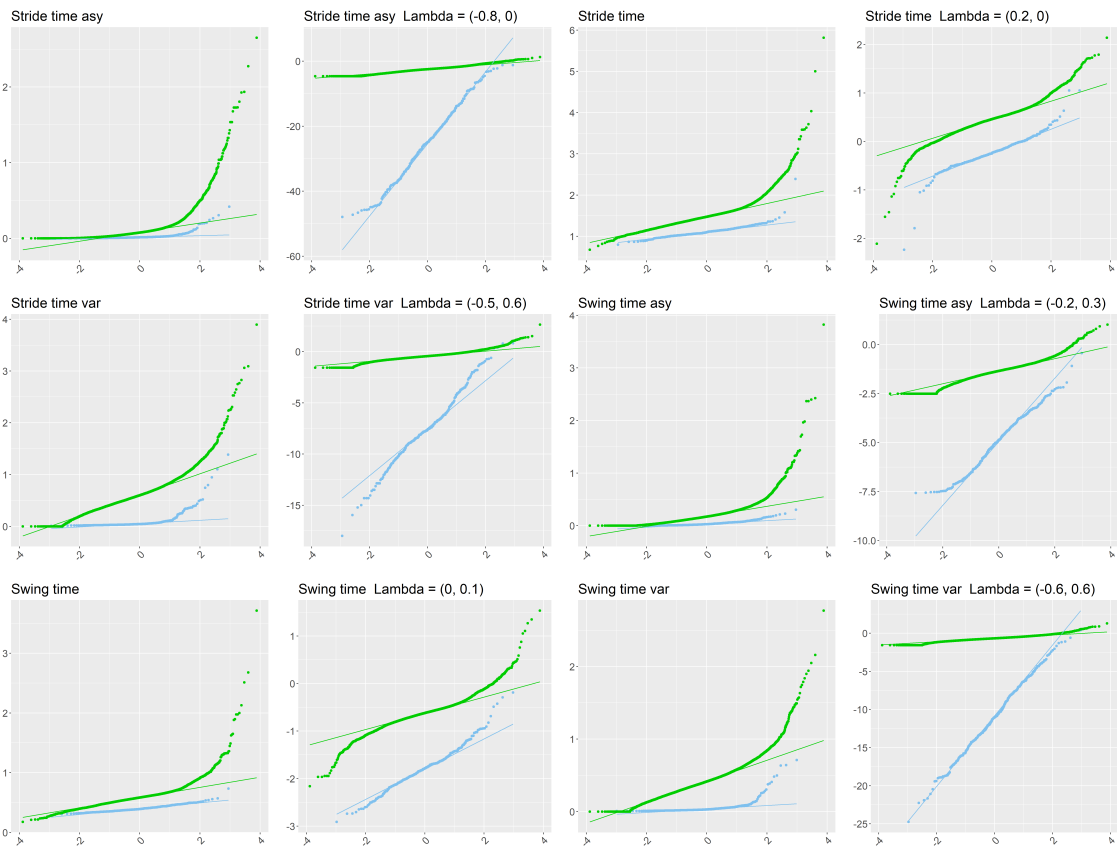 Stride time asy
Stride time asy Lambda = (-0.8, 0)
Stride time
Stride time Lambda = (0.2, 0)
2
1
0
-4 -2 0 2 4
0
-20
-40
-60
-4 -2 0 2 4
6
5
4
3
2
1
-4 -2 0 2 4
2
1
0
-1
-2
-4 -2 0 2 4
Stride time var
Stride time var Lambda = (-0.5, 0.6)
Swing time asy
Swing time asy Lambda = (-0.2, 0.3)
4
3
2
1
0
-4 -2 0 2 4
0
-5
-10
-15
-4 -2 0 2 4
4
3
2
1
0
-4 -2 0 2 4
0.0
-2.5
-5.0
-7.5
-10.0
-4 -2 0 2 4
Swing time
Swing time Lambda = (0, 0.1)
Swing time var
Swing time var Lambda = (-0.6, 0.6)
3
2
1
0
-4 -2 0 2 4
1
0
-1
-2
-3
-4 -2 0 2 4
2
1
0
-4 -2 0 2 4
0
-5
-10
-15
-20
-25
-4 -2 0 2 4